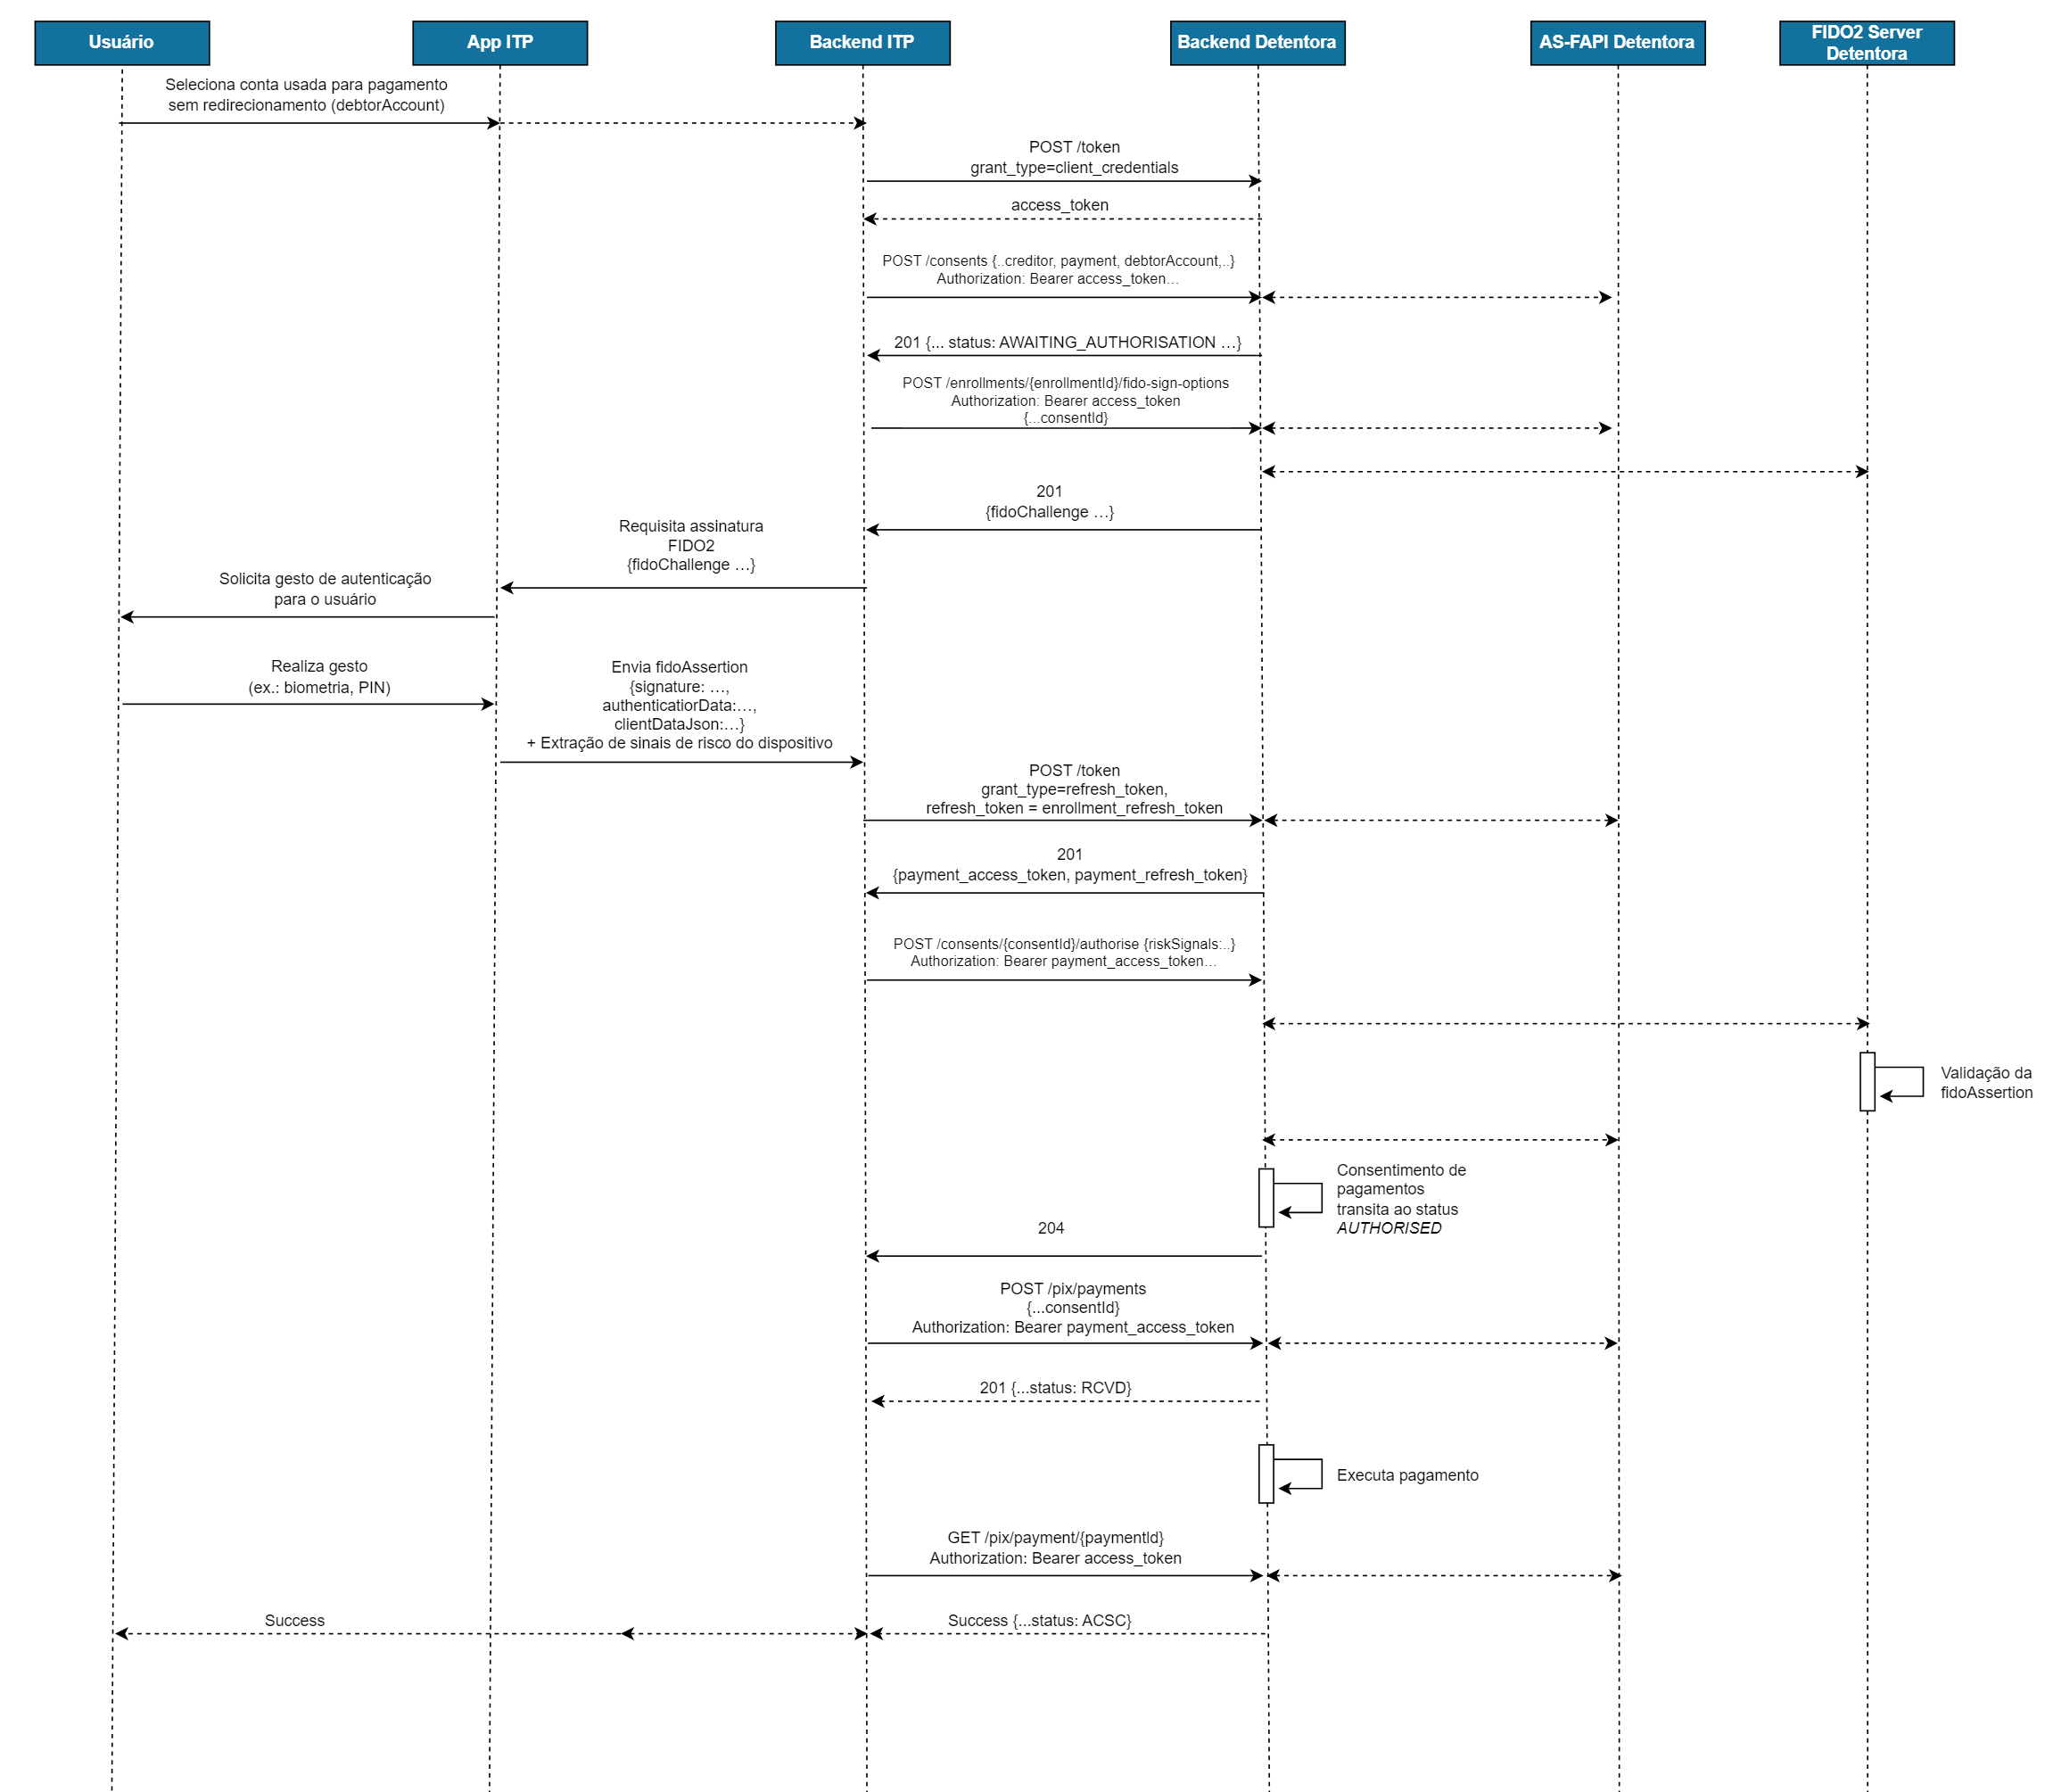 Usuário
App ITP
Backend ITP
Backend Detentora
AS-FAPI Detentora
FIDO2 Server
Detentora
Seleciona conta usada para pagamento
sem redirecionamento (debtorAccount)
POST /token
grant_type=client_credentials
access_token
POST /consents {..creditor, payment, debtorAccount,..}
Authorization: Bearer access_token…
201 {... status: AWAITING_AUTHORISATION …}
POST /enrollments/{enrollmentId}/fido-sign-options
Authorization: Bearer access_token
{...consentId}
201
{fidoChallenge …}
Requisita assinatura
FIDO2
{fidoChallenge …}
Solicita gesto de autenticação
para o usuário
Realiza gesto
(ex.: biometria, PIN)
Envia fidoAssertion
{signature: …,
authenticatiorData:…,
clientDataJson:…}
+ Extração de sinais de risco do dispositivo
POST /token
grant_type=refresh_token,
refresh_token = enrollment_refresh_token
201
{payment_access_token, payment_refresh_token}
POST /consents/{consentId}/authorise {riskSignals:..}
Authorization: Bearer payment_access_token…
Validação da
fidoAssertion
Consentimento de
pagamentos
transita ao status
AUTHORISED
204
POST /pix/payments
{...consentId}
Authorization: Bearer payment_access_token
201 {...status: RCVD}
Executa pagamento
GET /pix/payment/{paymentId}
Authorization: Bearer access_token
Success
Success {...status: ACSC}